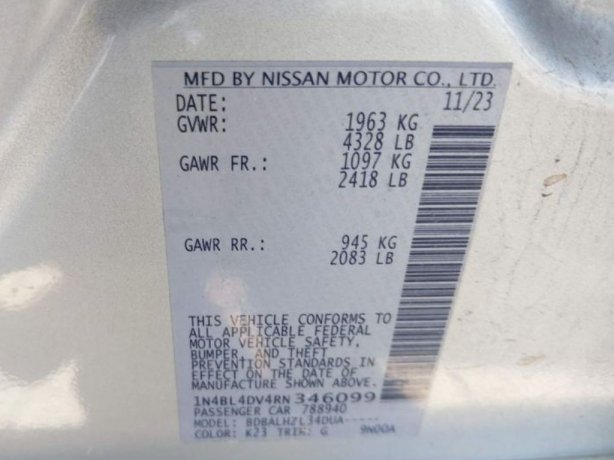 MFD BY NISSAN MOTOR CO., LTD.
DATE: 11/23
GVWR: 1963 KG
4328 LB
GAWR FR.: 1097 KG
2418 LB
GAWR RR.: 945 KG
2083 LB
THIS VEHICLE CONFORMS TO
ALL APPLICABLE FEDERAL
MOTOR VEHICLE SAFETY,
BUMPER, AND THEFT
PREVENTION STANDARDS IN
EFFECT ON THE DATE OF
MANUFACTURE SHOWN ABOVE.
1N4BL4DV4RN346099
PASSENGER CAR 788940
MODEL: BDBALHZL34DUA-----
COLOR: K23 TRIM: G 9N00A